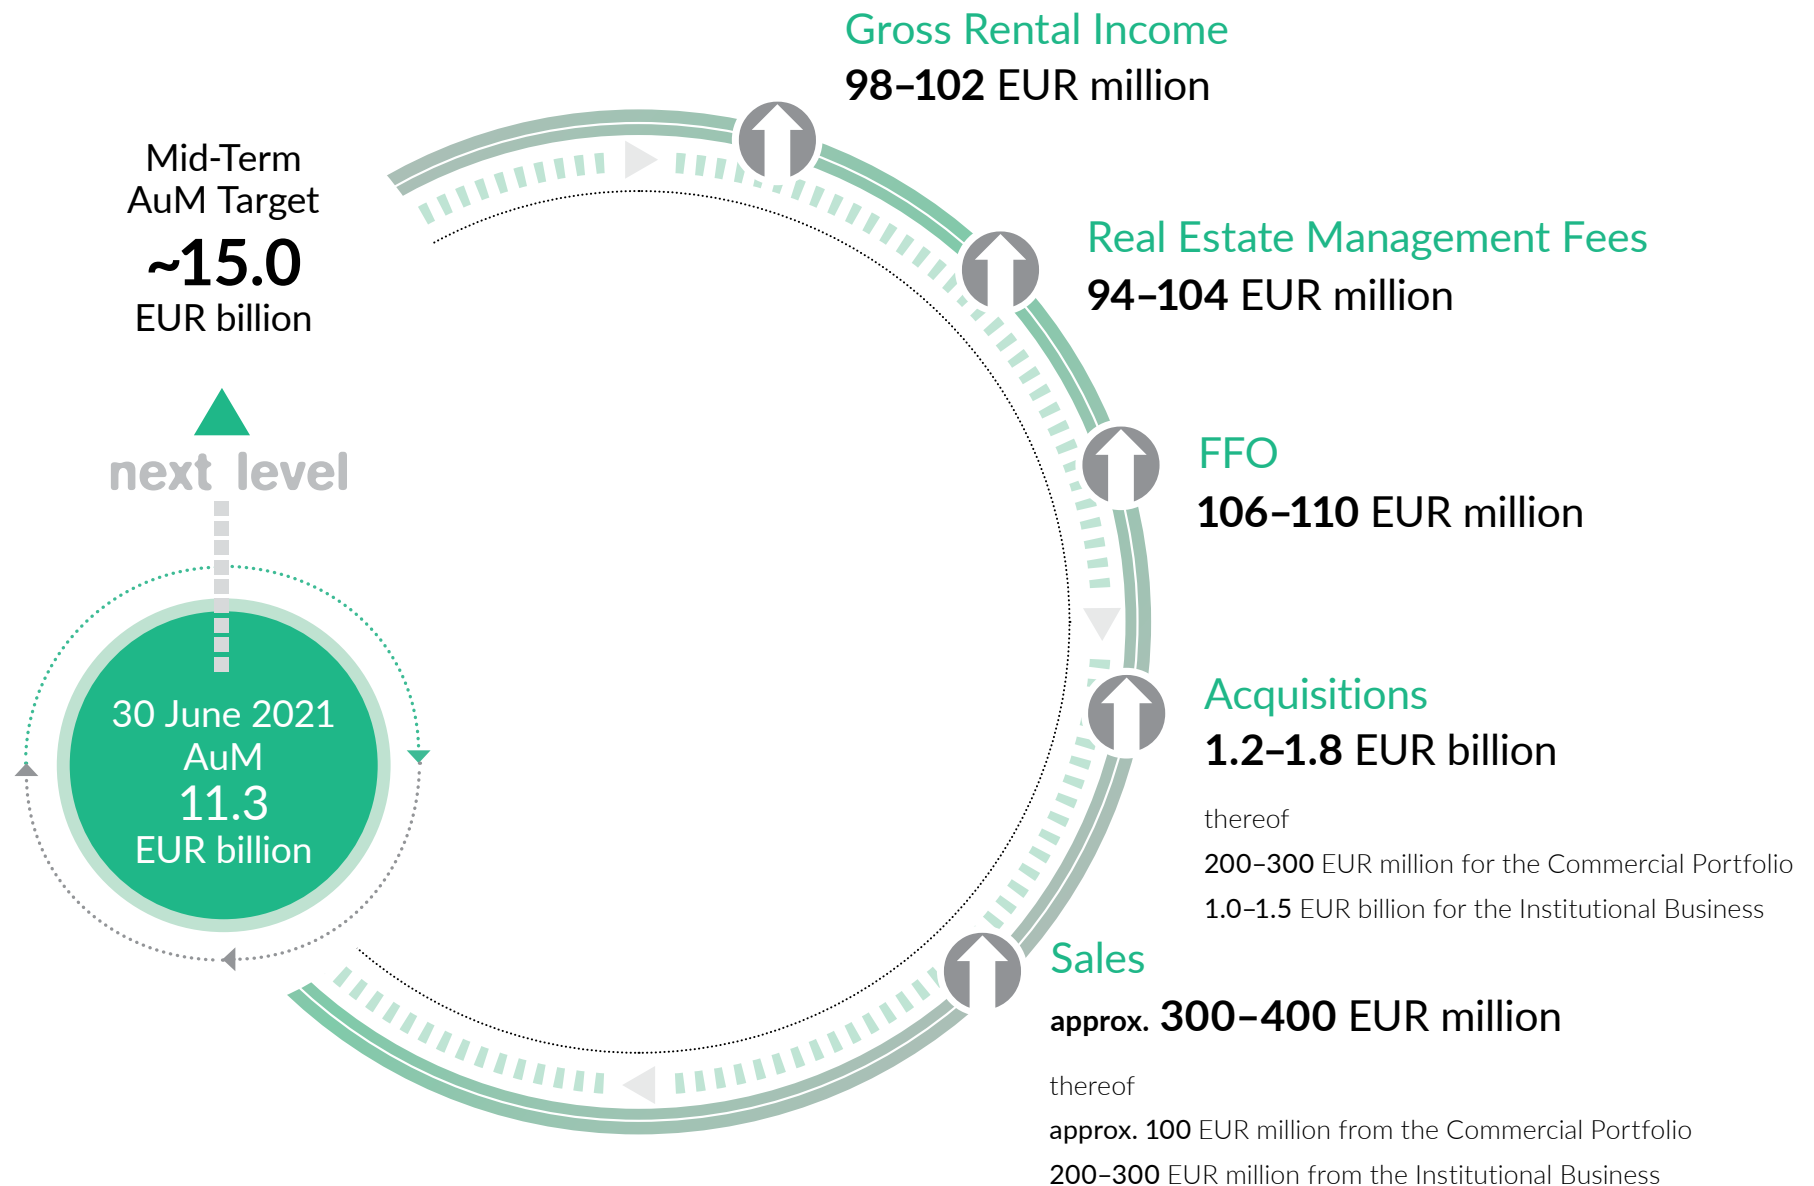 Gross Rental Income
98–102 EUR million
Mid-Term
AuM Target
~15.0
EUR billion
Real Estate Management Fees
94–104 EUR million
next level
FFO
106–110 EUR million
30 June 2021
AuM
11.3
EUR billion
Acquisitions
1.2–1.8 EUR billion
thereof
200–300 EUR million for the Commercial Portfolio
1.0–1.5 EUR billion for the Institutional Business
Sales
approx. 300–400 EUR million
thereof
approx. 100 EUR million from the Commercial Portfolio
200–300 EUR million from the Institutional Business